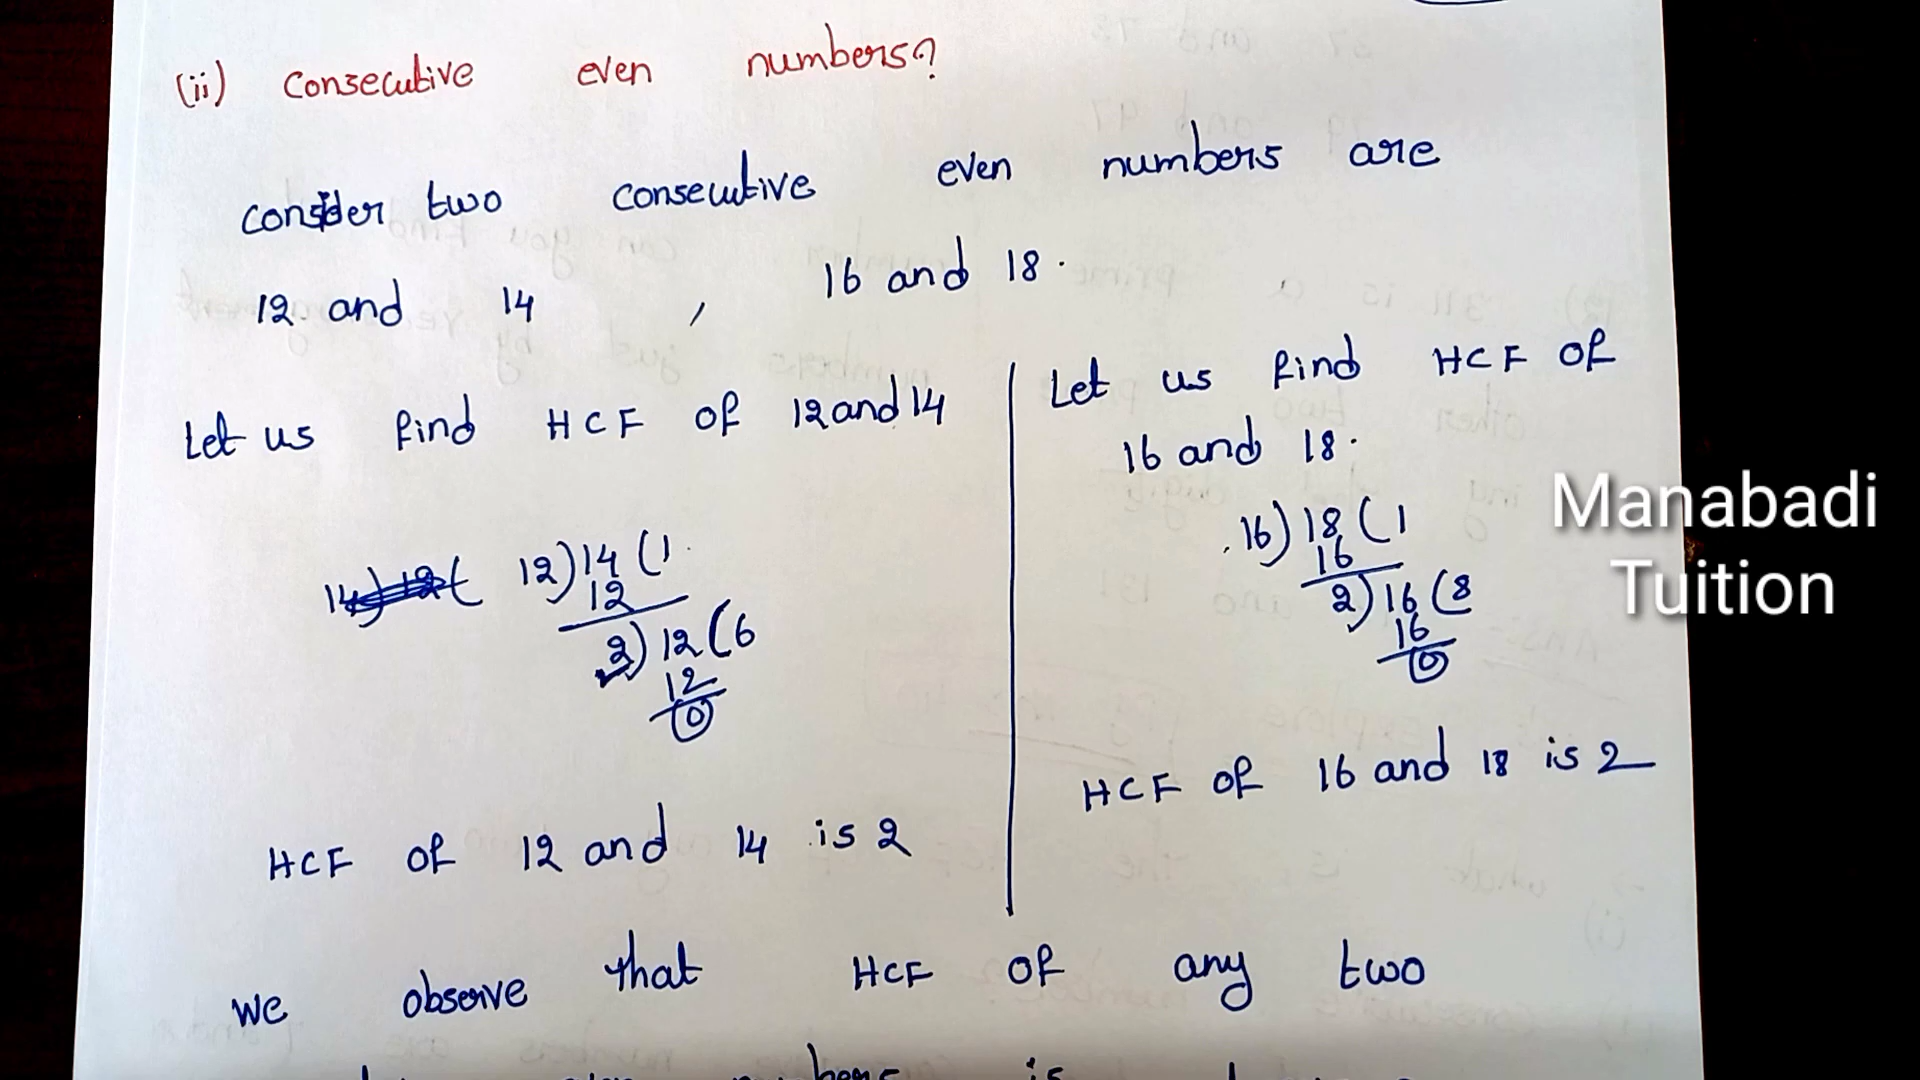 (ii) Consecutive even numbers?
consider two consecutive even numbers are
12 and 14 , 16 and 18.
Let us find HCF of 12 and 14
12)14(1
12
2)12(6
12
0
HCF of 12 and 14 is 2
Let us find HCF of
16 and 18.
16)18(1
16
2)16(8
16
0
HCF of 16 and 18 is 2
We observe that HCF of any two
Manabadi
Tuition